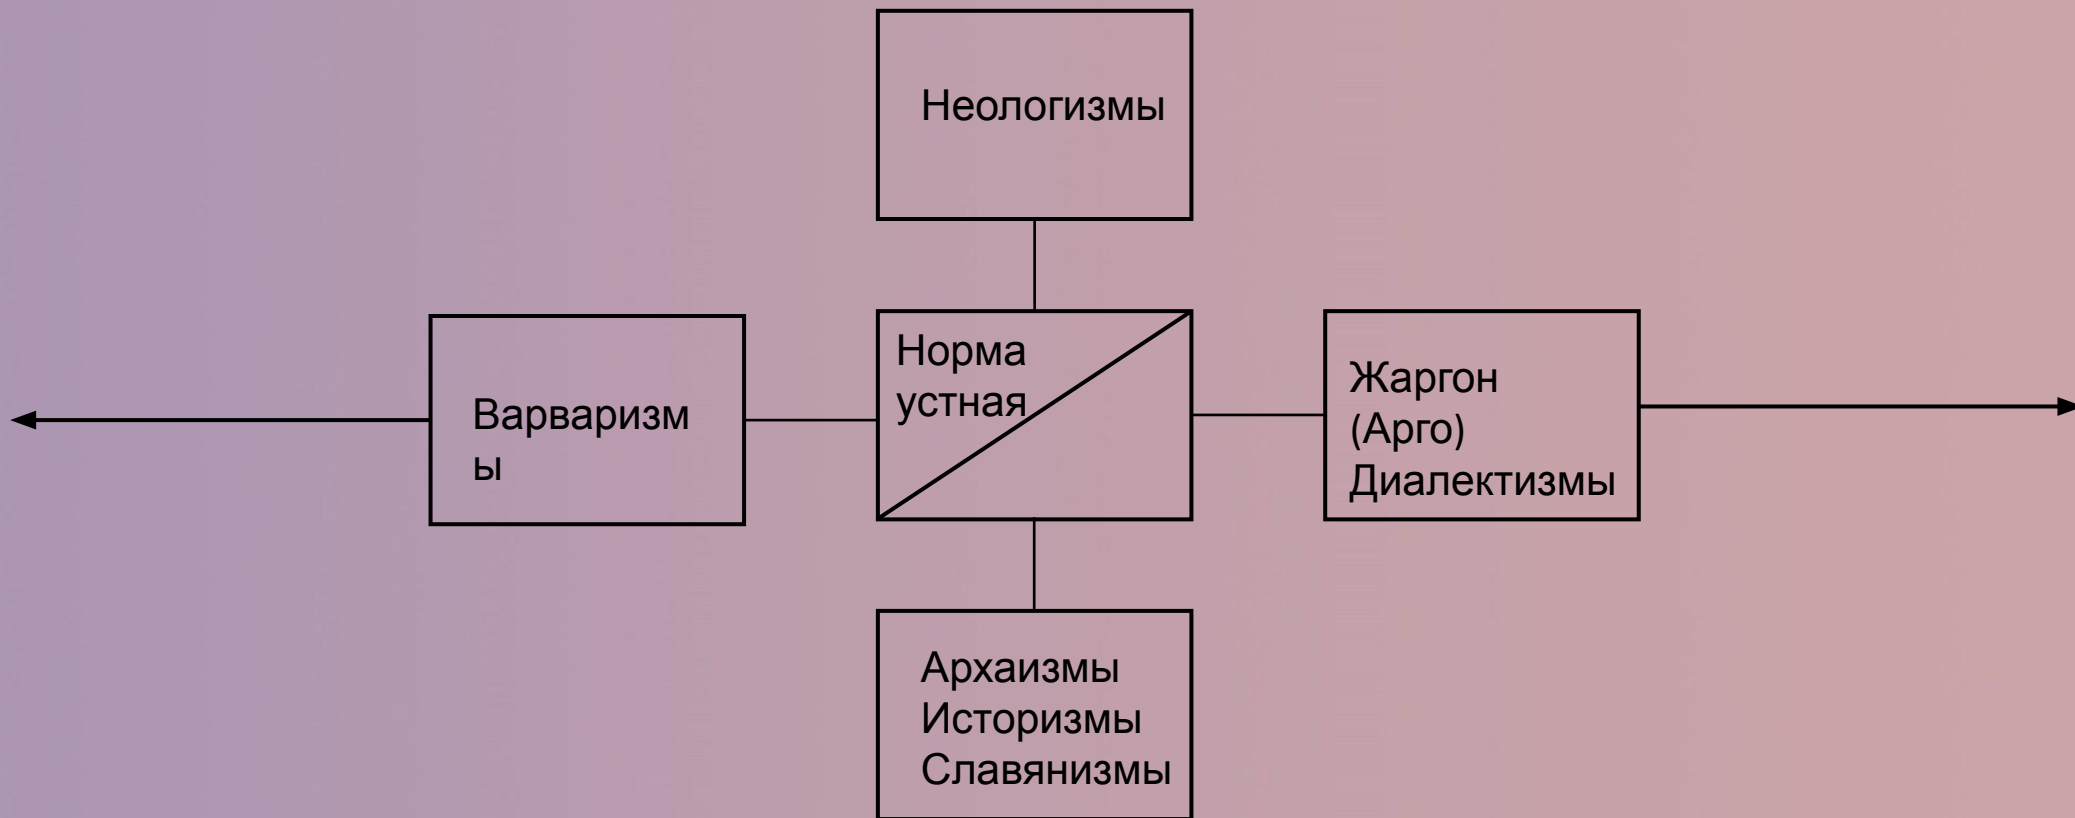 Неологизмы
Варваризм
ы
Норма
устная
Жаргон
(Арго)
Диалектизмы
Архаизмы
Историзмы
Славянизмы